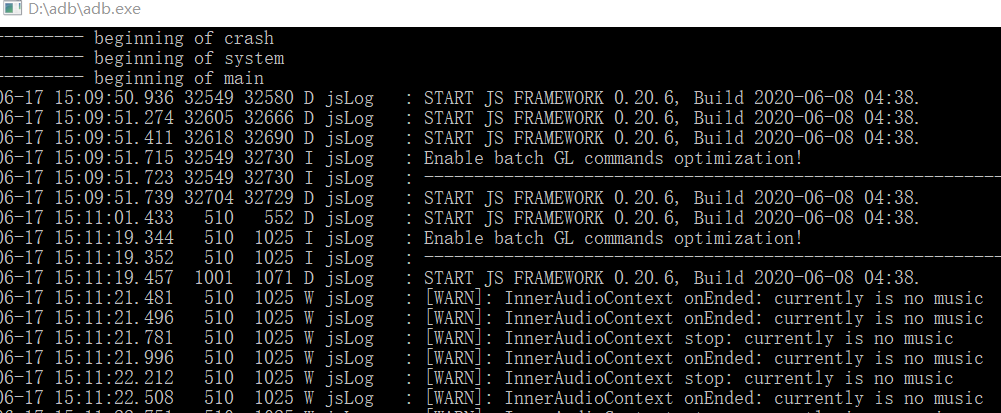 D:\adb\adb.exe
--------- beginning of crash
--------- beginning of system
--------- beginning of main
06-17 15:09:50.936 32549 32580 D jsLog : START JS FRAMEWORK 0.20.6, Build 2020-06-08 04:38.
06-17 15:09:51.274 32605 32666 D jsLog : START JS FRAMEWORK 0.20.6, Build 2020-06-08 04:38.
06-17 15:09:51.411 32618 32690 D jsLog : START JS FRAMEWORK 0.20.6, Build 2020-06-08 04:38.
06-17 15:09:51.715 32549 32730 I jsLog : Enable batch GL commands optimization!
06-17 15:09:51.723 32549 32730 I jsLog : ----------------------------------------------------------
06-17 15:09:51.739 32704 32729 D jsLog : START JS FRAMEWORK 0.20.6, Build 2020-06-08 04:38.
06-17 15:11:01.433 510 552 D jsLog : START JS FRAMEWORK 0.20.6, Build 2020-06-08 04:38.
06-17 15:11:19.344 510 1025 I jsLog : Enable batch GL commands optimization!
06-17 15:11:19.352 510 1025 I jsLog : ----------------------------------------------------------
06-17 15:11:19.457 1001 1071 D jsLog : START JS FRAMEWORK 0.20.6, Build 2020-06-08 04:38.
06-17 15:11:21.481 510 1025 W jsLog : [WARN]: InnerAudioContext onEnded: currently is no music
06-17 15:11:21.496 510 1025 W jsLog : [WARN]: InnerAudioContext onEnded: currently is no music
06-17 15:11:21.781 510 1025 W jsLog : [WARN]: InnerAudioContext stop: currently is no music
06-17 15:11:21.996 510 1025 W jsLog : [WARN]: InnerAudioContext onEnded: currently is no music
06-17 15:11:22.212 510 1025 W jsLog : [WARN]: InnerAudioContext stop: currently is no music
06-17 15:11:22.508 510 1025 W jsLog : [WARN]: InnerAudioContext onEnded: currently is no music